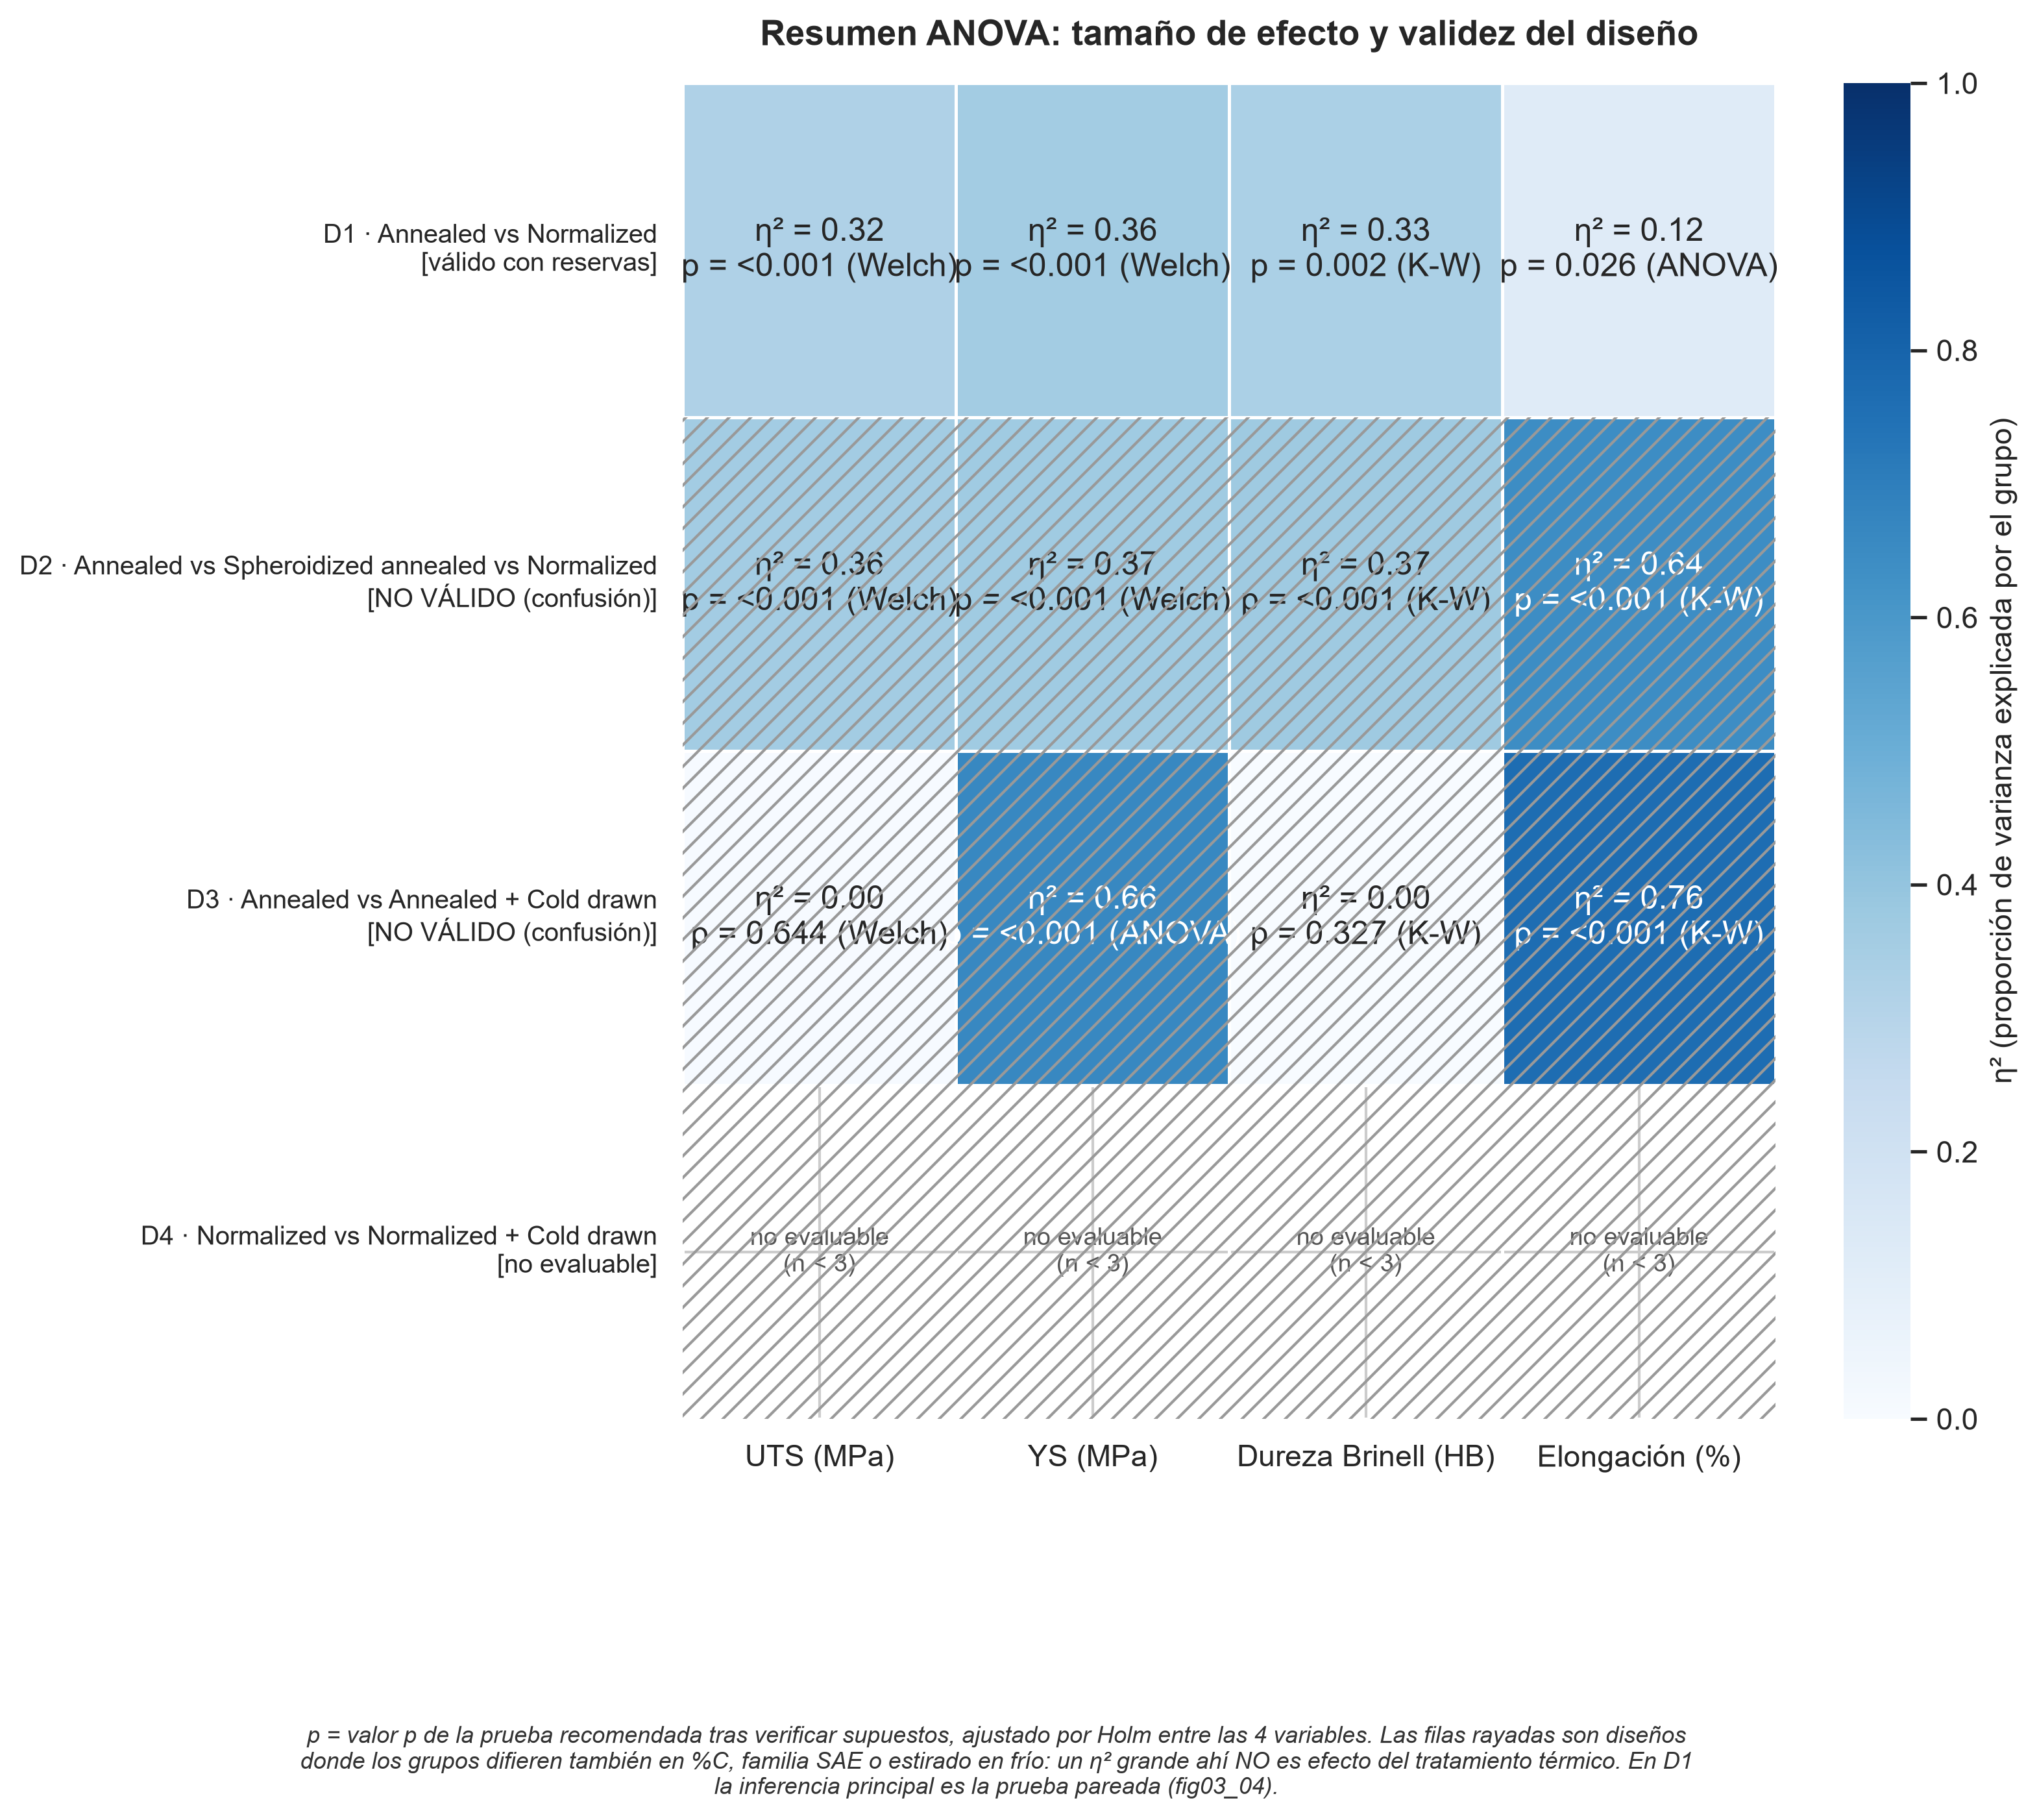 Resumen ANOVA: tamaño de efecto y validez del diseño
D1 · Annealed vs Normalized
[válido con reservas]
η² = 0.32
p = <0.001 (Welch)
η² = 0.36
p = <0.001 (Welch)
η² = 0.33
p = 0.002 (K-W)
η² = 0.12
p = 0.026 (ANOVA)
D2 · Annealed vs Spheroidized annealed vs Normalized
[NO VÁLIDO (confusión)]
η² = 0.36
p = <0.001 (Welch)
η² = 0.37
p = <0.001 (Welch)
η² = 0.37
p = <0.001 (K-W)
η² = 0.64
p = <0.001 (K-W)
D3 · Annealed vs Annealed + Cold drawn
[NO VÁLIDO (confusión)]
η² = 0.00
p = 0.644 (Welch)
η² = 0.66
= <0.001 (ANOVA
η² = 0.00
p = 0.327 (K-W)
η² = 0.76
p = <0.001 (K-W)
D4 · Normalized vs Normalized + Cold drawn
[no evaluable]
no evaluable
(n < 3)
no evaluable
(n < 3)
no evaluable
(n < 3)
no evaluable
(n < 3)
UTS (MPa)
YS (MPa)
Dureza Brinell (HB)
Elongación (%)
1.0
0.8
0.6
0.4
0.2
0.0
η² (proporción de varianza explicada por el grupo)
p = valor p de la prueba recomendada tras verificar supuestos, ajustado por Holm entre las 4 variables. Las filas rayadas son diseños
donde los grupos difieren también en %C, familia SAE o estirado en frío: un η² grande ahí NO es efecto del tratamiento térmico. En D1
la inferencia principal es la prueba pareada (fig03_04).